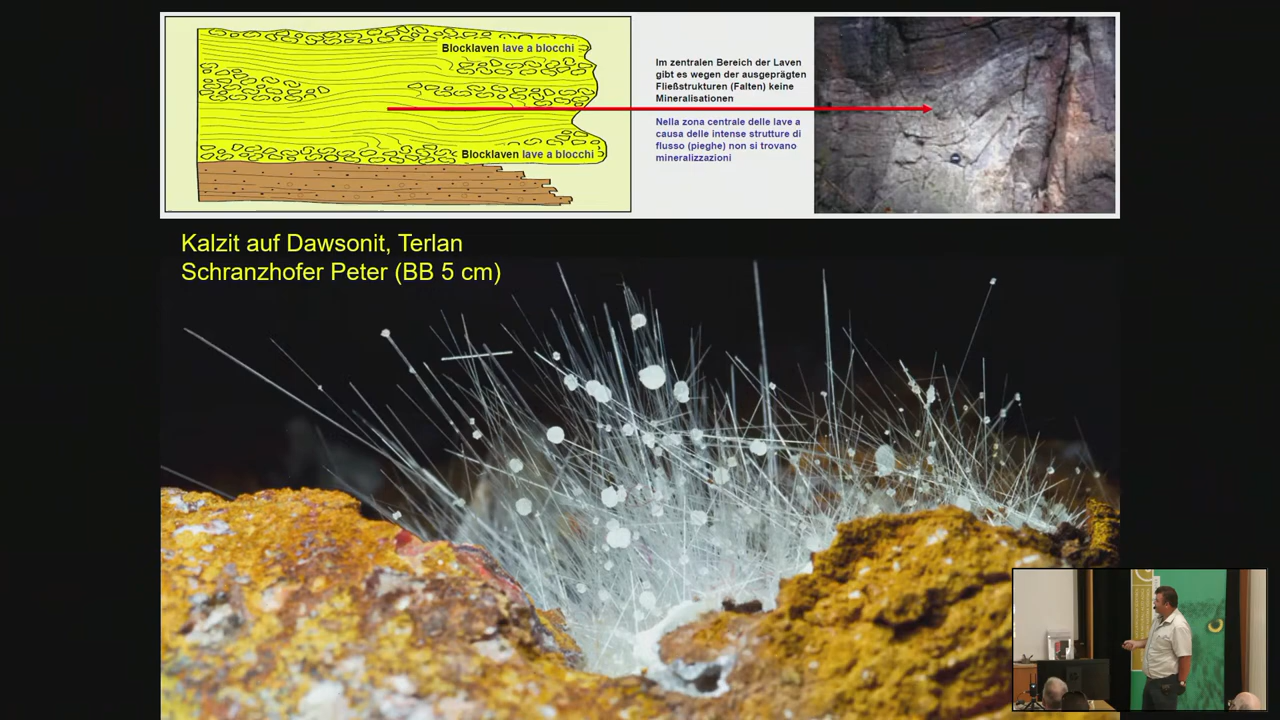 Blocklaven lave a blocchi
Blocklaven lave a blocchi
Im zentralen Bereich der Laven
gibt es wegen der ausgeprägten
Fließstrukturen (Falten) keine
Mineralisationen
Nella zona centrale delle lave a
causa delle intense strutture di
flusso (pieghe) non si trovano
mineralizzazioni
Kalzit auf Dawsonit, Terlan
Schranzhofer Peter (BB 5 cm)